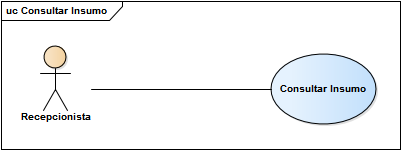 uc Consultar Insumo
Consultar Insumo
Recepcionista